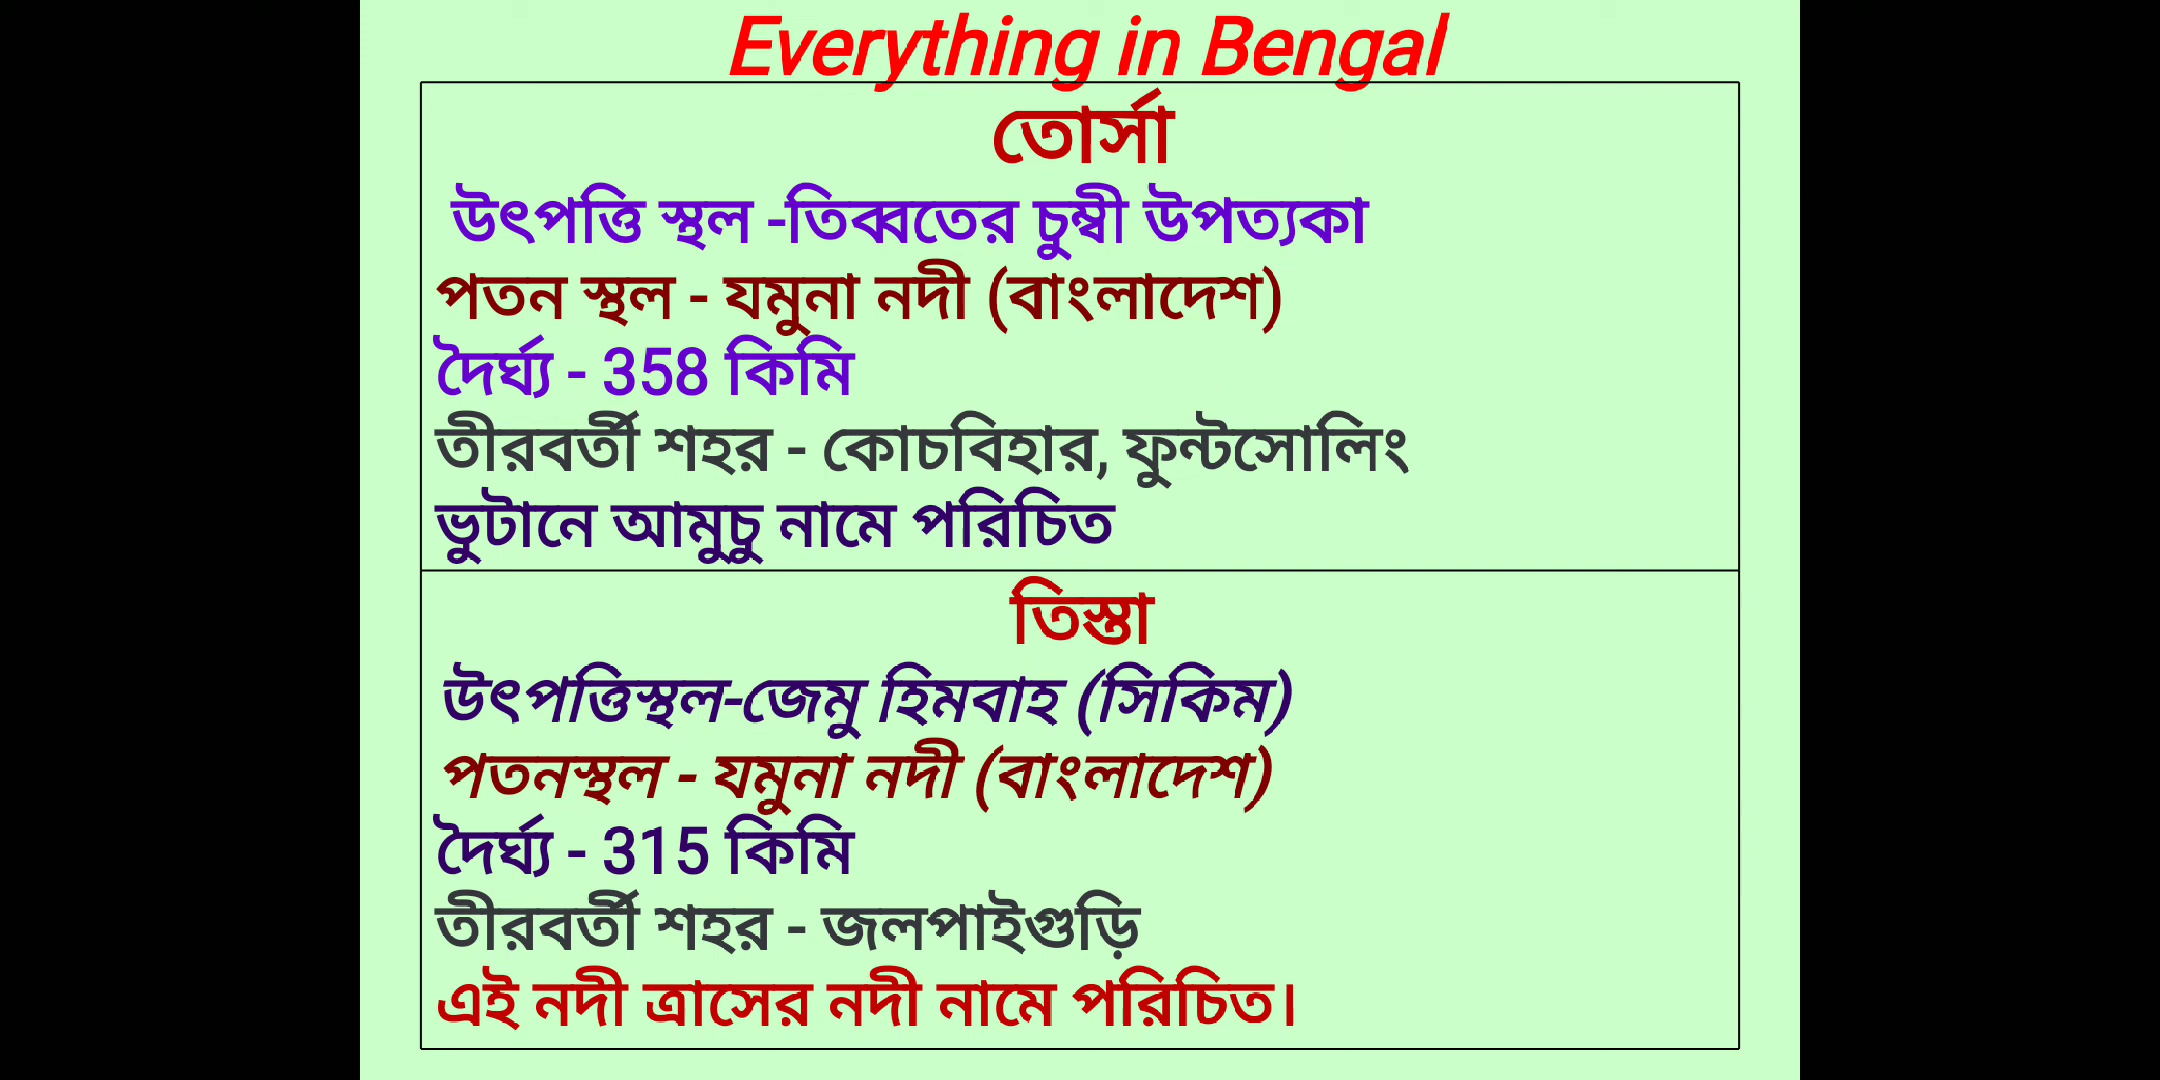 Everything in Bengal
তোর্সা
উৎপত্তি স্থল -তিব্বতের চুম্বী উপত্যকা
পতন স্থল - যমুনা নদী (বাংলাদেশ)
দৈর্ঘ্য - 358 কিমি
তীরবর্তী শহর - কোচবিহার, ফুন্টসোলিং
ভুটানে আমুচু নামে পরিচিত
তিস্তা
উৎপত্তিস্থল-জেমু হিমবাহ (সিকিম)
পতনস্থল - যমুনা নদী (বাংলাদেশ)
দৈর্ঘ্য - 315 কিমি
তীরবর্তী শহর - জলপাইগুড়ি
এই নদী ত্রাসের নদী নামে পরিচিত।